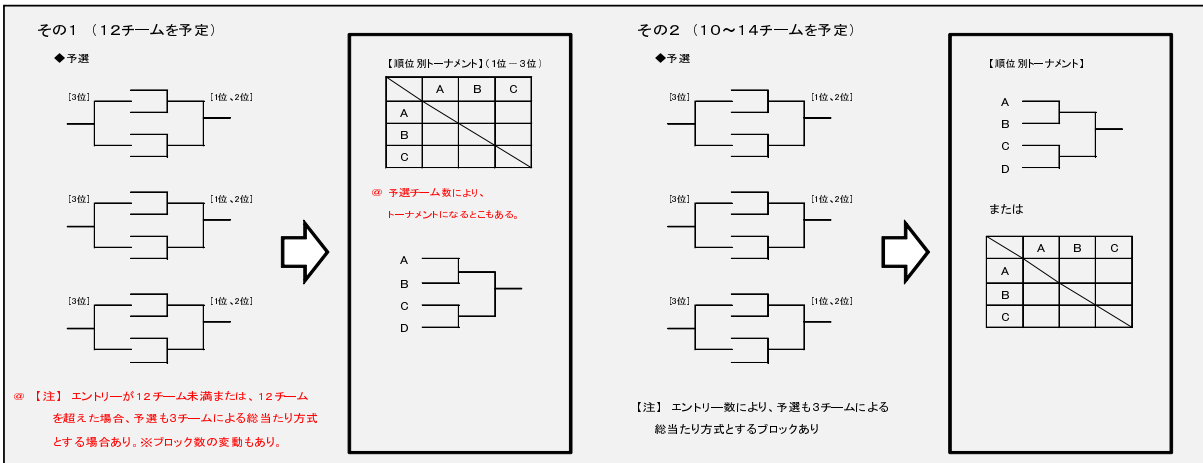 その1 (12チームを予定)
◆予選
[3位]
[1位、2位]
[3位]
[1位、2位]
[3位]
[1位、2位]
@ 【注】 エントリーが12チーム未満または、12チーム
を超えた場合、予選も3チームによる総当たり方式
とする場合あり。※ブロック数の変動もあり。
【順位別トーナメント】(1位－3位)
A B C
A
B
C
@ 予選チーム数により、
トーナメントになるとこもある。
A
B
C
D
その2 (10～14チームを予定)
◆予選
[3位]
[1位、2位]
[3位]
[1位、2位]
[3位]
[1位、2位]
【注】 エントリー数により、予選も3チームによる
総当たり方式とするブロックあり
【順位別トーナメント】
A
B
C
D
または
A B C
A
B
C